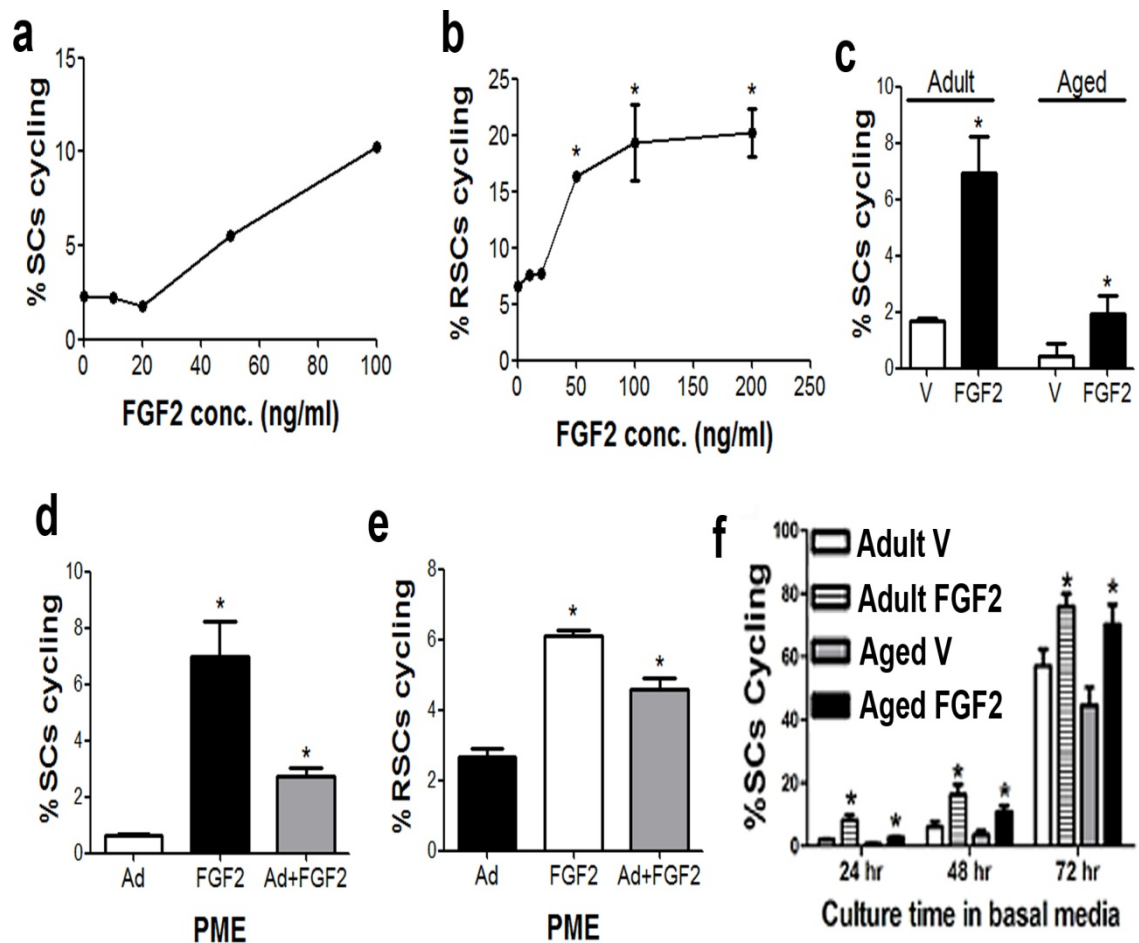 a
15
10
5
0
% SCs cycling
0 20 40 60 80 100
FGF2 conc. (ng/ml)
b
25
20
15
10
5
0
% RSCs cycling
* * *
0 50 100 150 200 250
FGF2 conc. (ng/ml)
c
Adult Aged
10
8
6
4
2
0
% SCs cycling
* *
V FGF2 V FGF2
d
10
8
6
4
2
0
% SCs cycling
* *
Ad FGF2 Ad+FGF2
PME
e
8
6
4
2
0
% RSCs cycling
* *
Ad FGF2 Ad+FGF2
PME
f
Adult V
Adult FGF2
Aged V
Aged FGF2
100
80
60
40
20
0
%SCs Cycling
* * * * * *
24 hr 48 hr 72 hr
Culture time in basal media